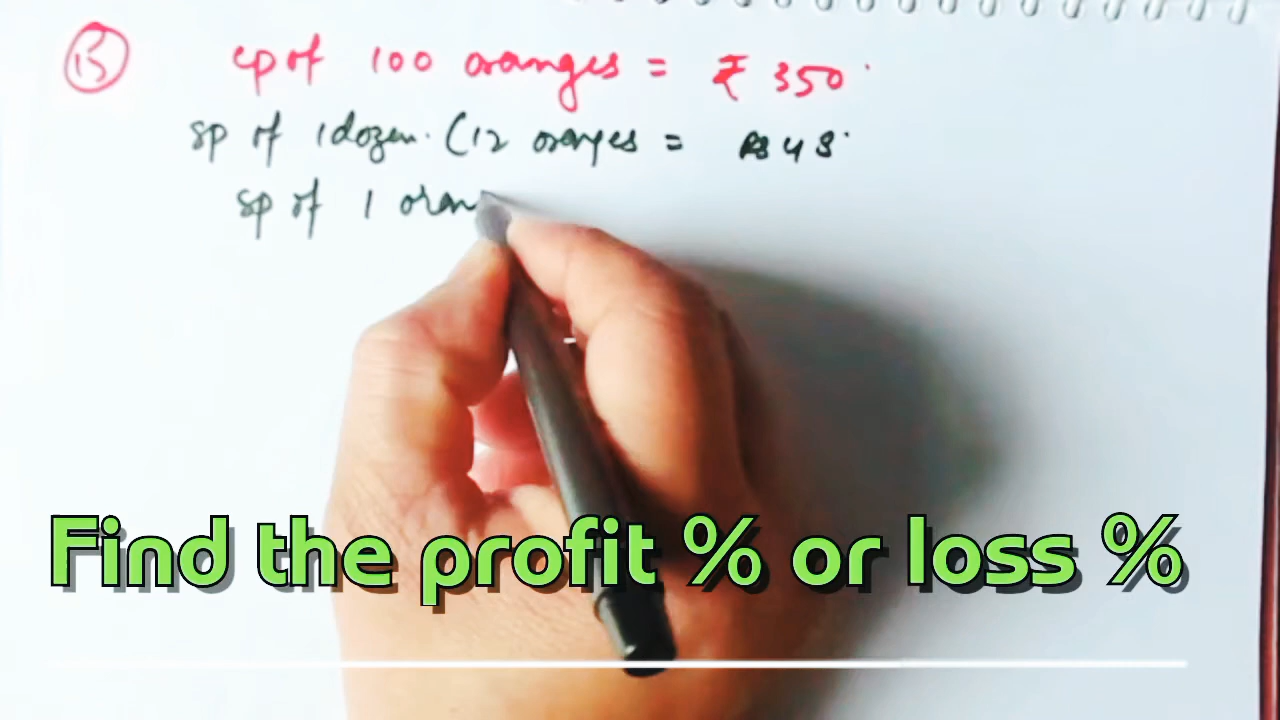 15
cp of 100 oranges = ₹ 350
sp of 1 dozen. (12 oranges = Rs 48
sp of 1 oran
Find the profit % or loss %